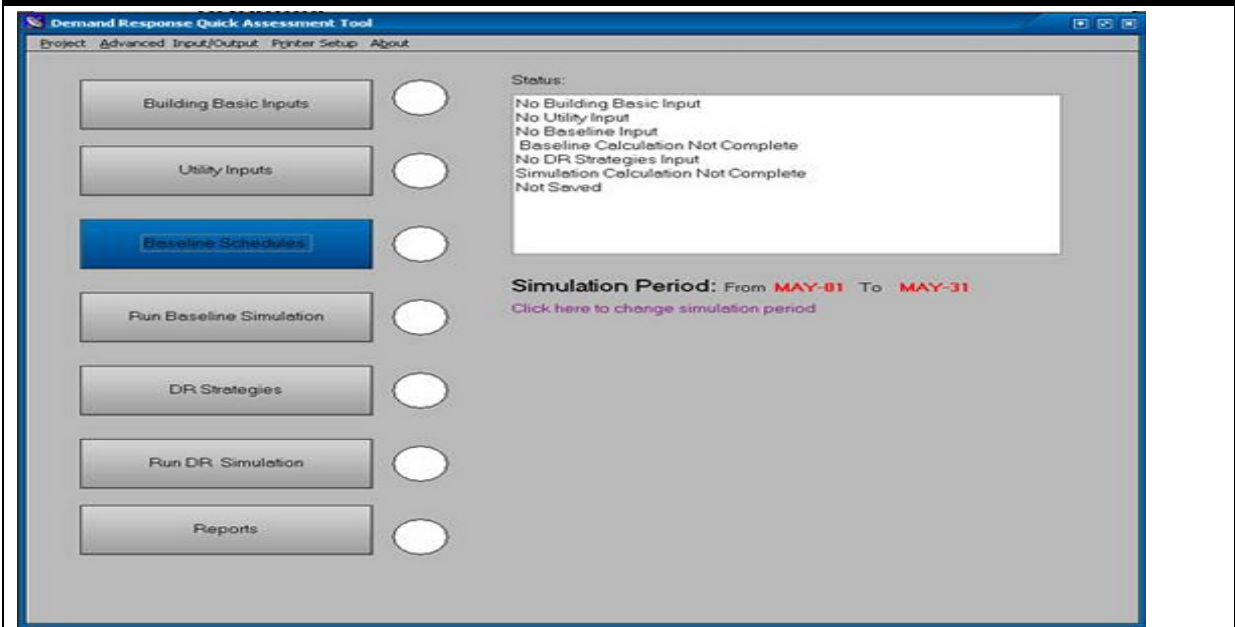 Demand Response Quick Assessment Tool
Project Advanced Input/Output Printer Setup About
Building Basic Inputs
Utility Inputs
Baseline Schedules
Run Baseline Simulation
DR Strategies
Run DR Simulation
Reports
Status:
No Building Basic Input
No Utility Input
No Baseline Input
Baseline Calculation Not Complete
No DR Strategies Input
Simulation Calculation Not Complete
Not Saved
Simulation Period: From MAY-01 To MAY-31
Click here to change simulation period